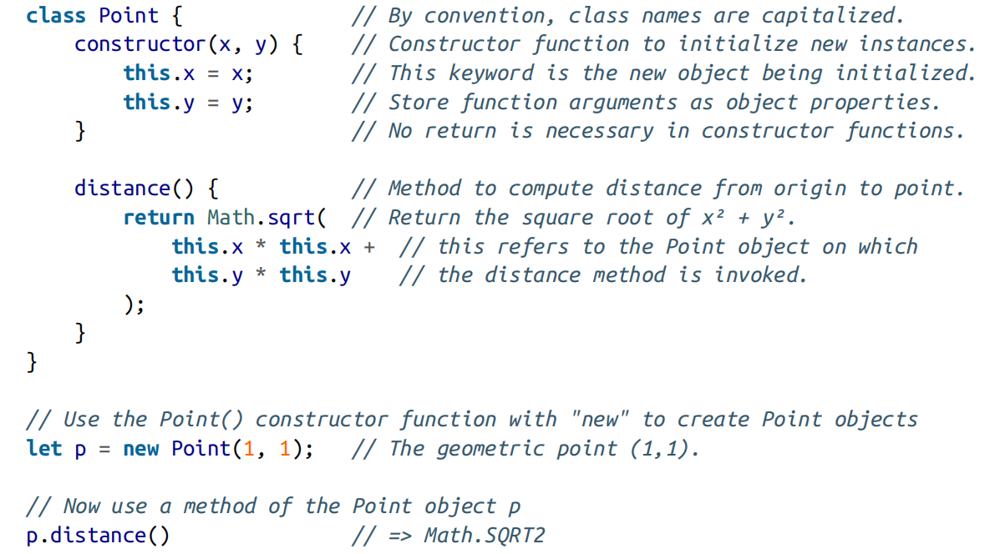 class Point {              // By convention, class names are capitalized.
    constructor(x, y) {    // Constructor function to initialize new instances.
        this.x = x;        // This keyword is the new object being initialized.
        this.y = y;        // Store function arguments as object properties.
    }                      // No return is necessary in constructor functions.

    distance() {           // Method to compute distance from origin to point.
        return Math.sqrt(  // Return the square root of x² + y².
            this.x * this.x +  // this refers to the Point object on which
            this.y * this.y    // the distance method is invoked.
        );
    }
}

// Use the Point() constructor function with "new" to create Point objects
let p = new Point(1, 1);   // The geometric point (1,1).

// Now use a method of the Point object p
p.distance()               // => Math.SQRT2